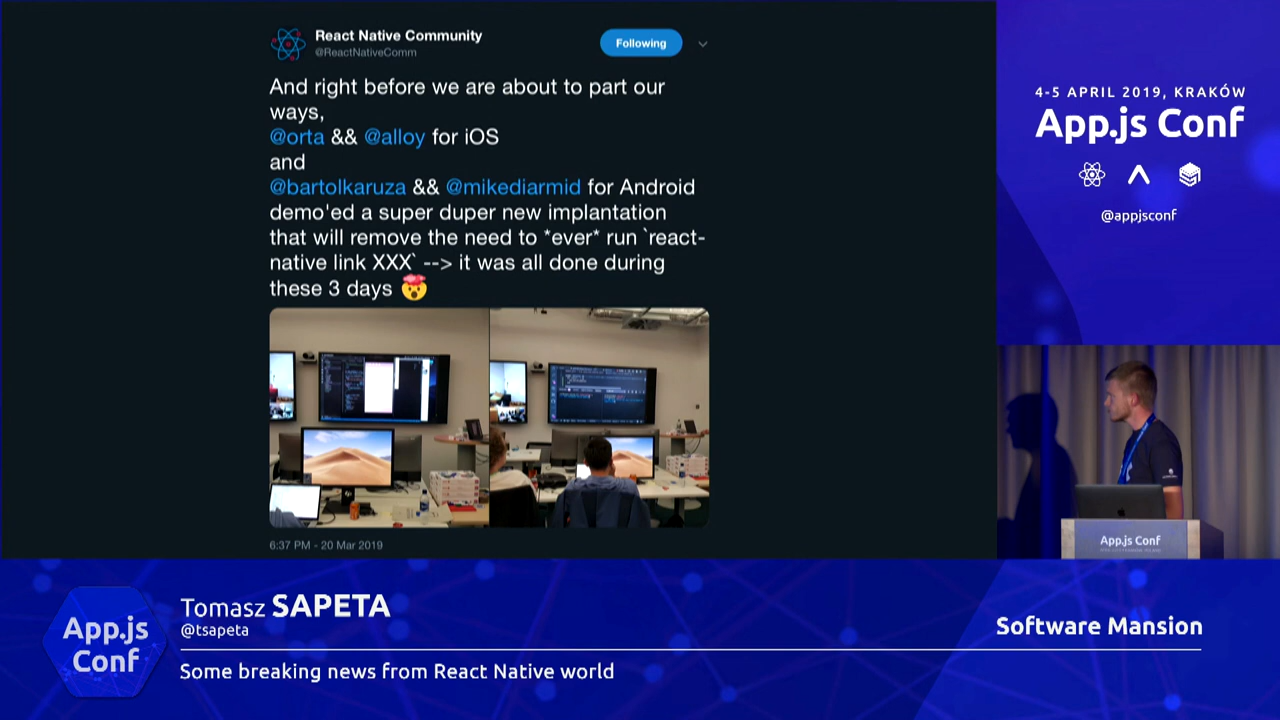 React Native Community
@ReactNativeComm
Following
And right before we are about to part our
ways,
@orta && @alloy for iOS
and
@bartolkaruza && @mikediarmid for Android
demo'ed a super duper new implantation
that will remove the need to *ever* run `react-
native link XXX` --> it was all done during
these 3 days
6:37 PM - 20 Mar 2019
4-5 APRIL 2019, KRAKÓW
App.js Conf
@appjsconf
App.js Conf
App.js
Conf
Tomasz SAPETA
@tsapeta
Software Mansion
Some breaking news from React Native world